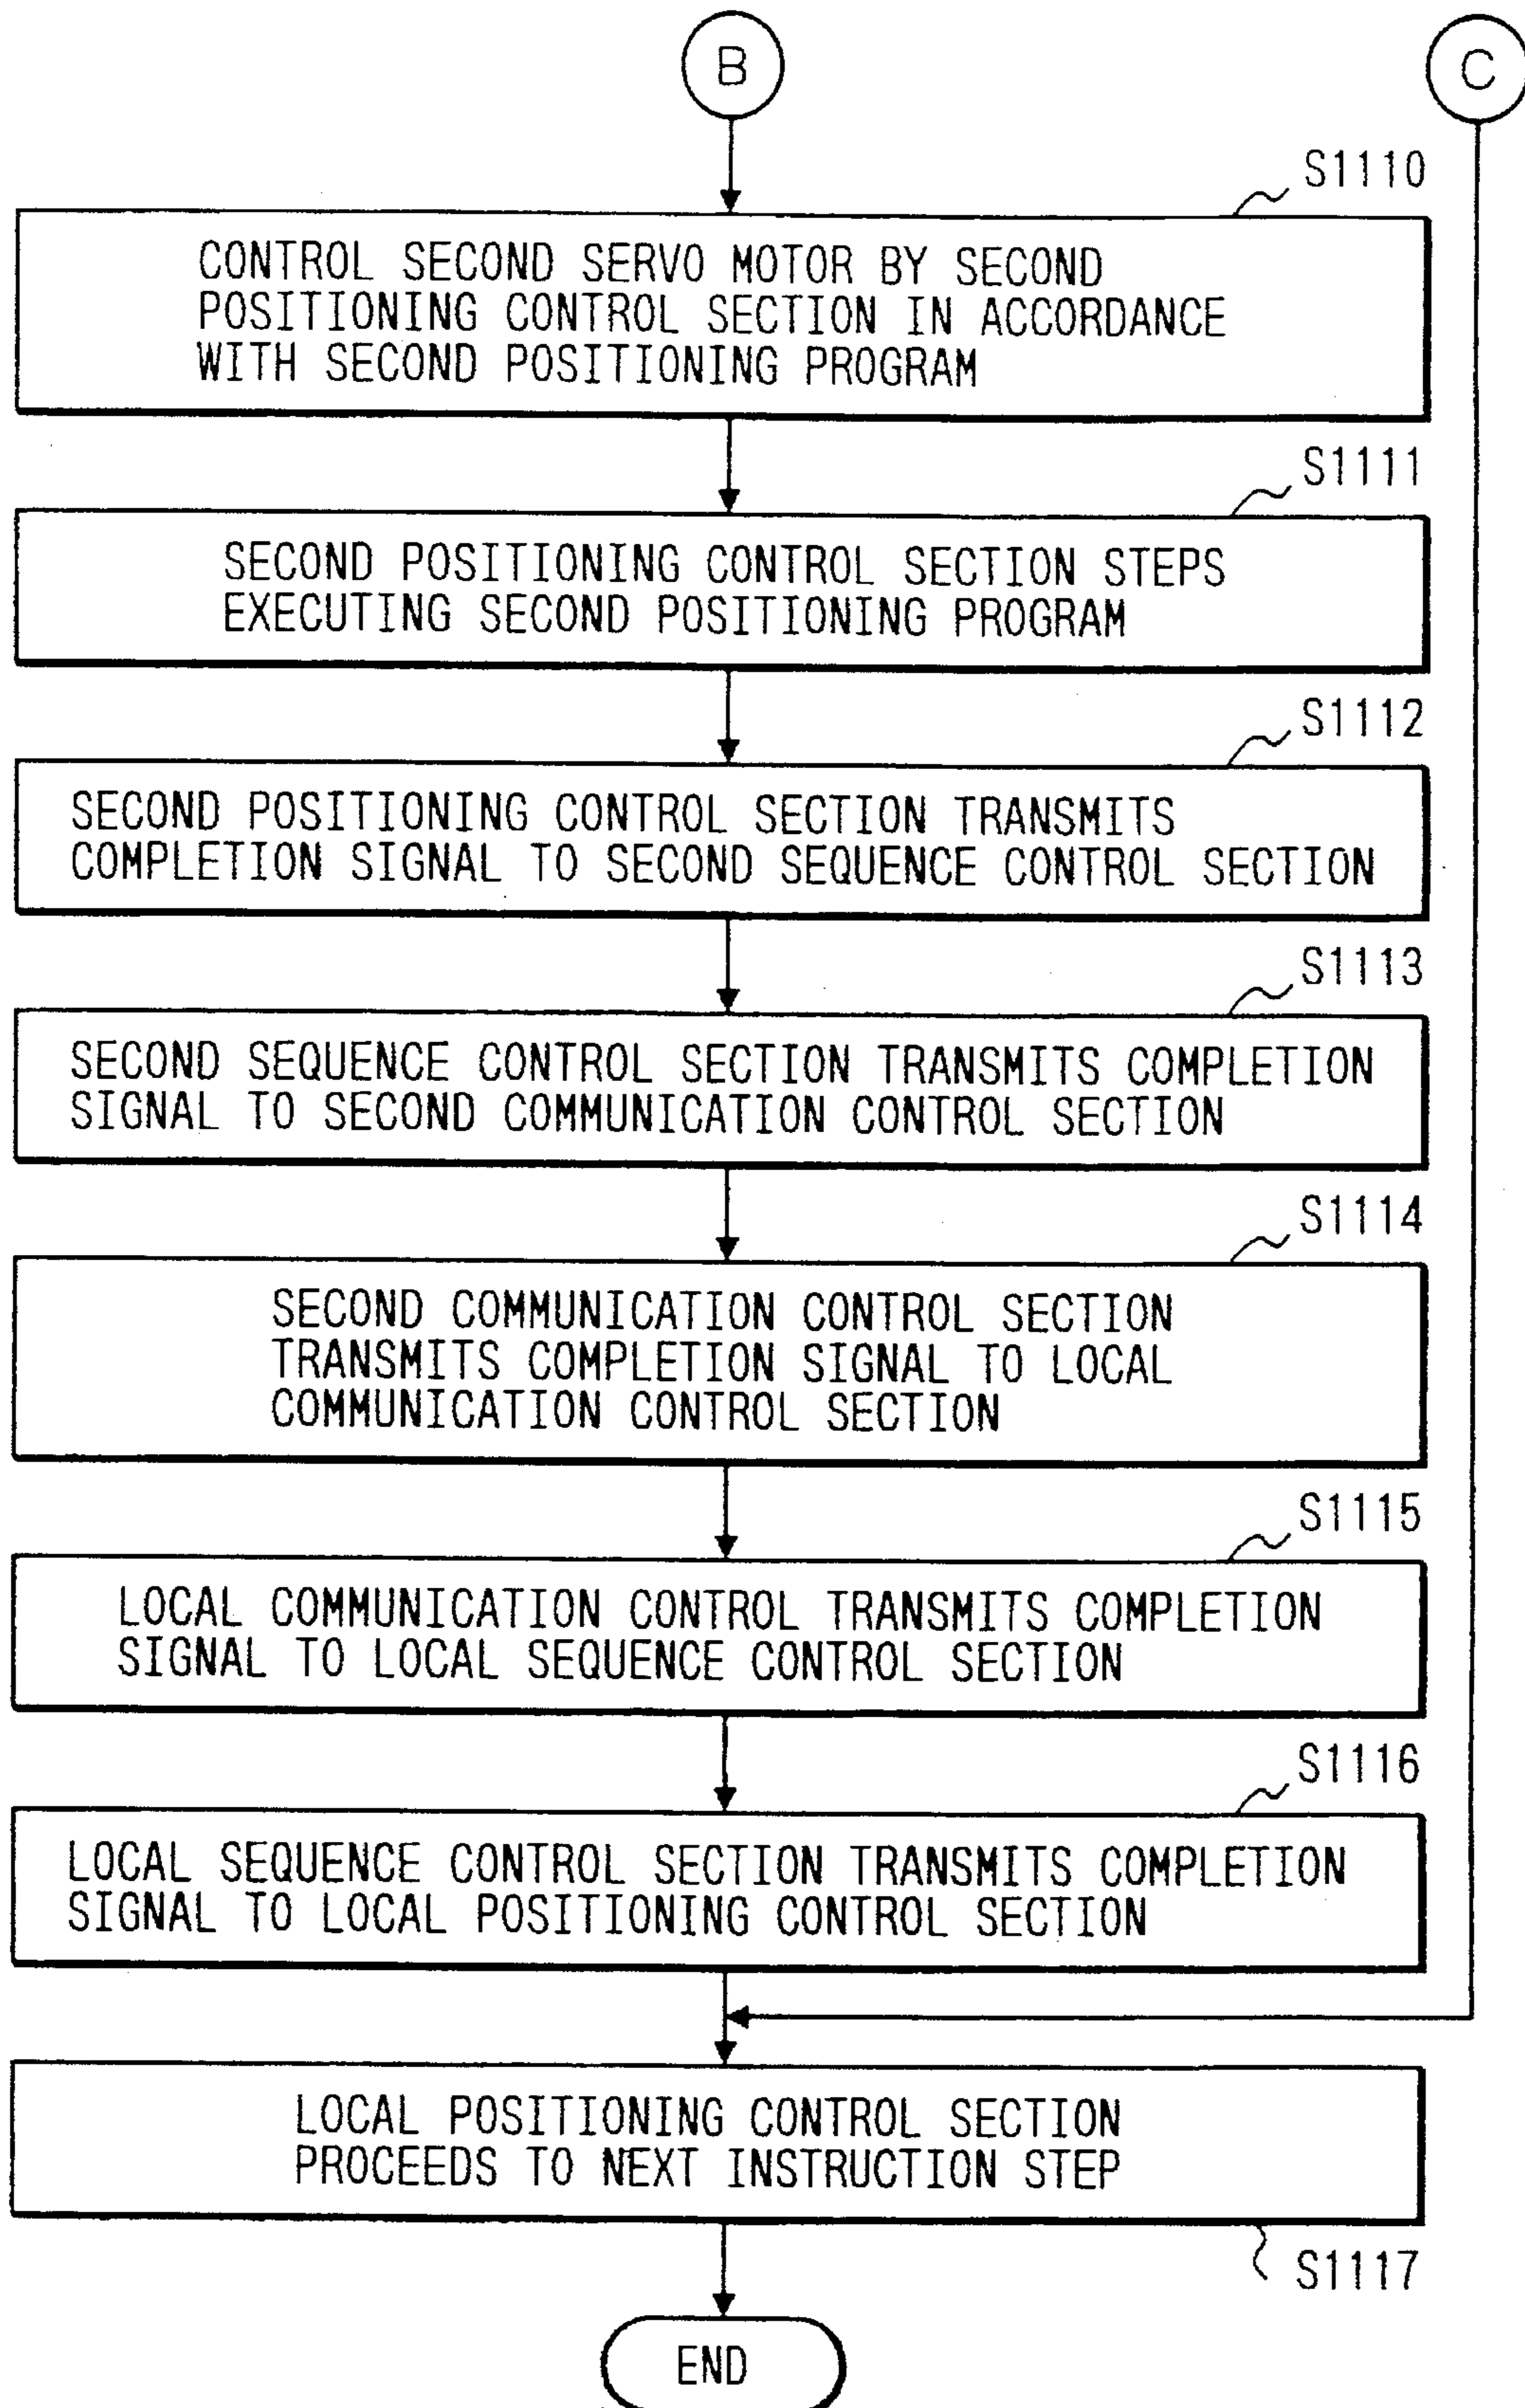 B
C
S1110
CONTROL SECOND SERVO MOTOR BY SECOND
POSITIONING CONTROL SECTION IN ACCORDANCE
WITH SECOND POSITIONING PROGRAM
S1111
SECOND POSITIONING CONTROL SECTION STEPS
EXECUTING SECOND POSITIONING PROGRAM
S1112
SECOND POSITIONING CONTROL SECTION TRANSMITS
COMPLETION SIGNAL TO SECOND SEQUENCE CONTROL SECTION
S1113
SECOND SEQUENCE CONTROL SECTION TRANSMITS COMPLETION
SIGNAL TO SECOND COMMUNICATION CONTROL SECTION
S1114
SECOND COMMUNICATION CONTROL SECTION
TRANSMITS COMPLETION SIGNAL TO LOCAL
COMMUNICATION CONTROL SECTION
S1115
LOCAL COMMUNICATION CONTROL TRANSMITS COMPLETION
SIGNAL TO LOCAL SEQUENCE CONTROL SECTION
S1116
LOCAL SEQUENCE CONTROL SECTION TRANSMITS COMPLETION
SIGNAL TO LOCAL POSITIONING CONTROL SECTION
LOCAL POSITIONING CONTROL SECTION
PROCEEDS TO NEXT INSTRUCTION STEP
S1117
END